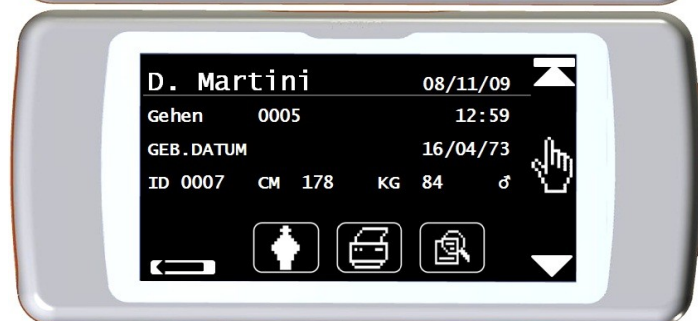 D. Martini 08/11/09
Gehen 0005 12:59
GEB.DATUM 16/04/73
ID 0007 CM 178 KG 84 ♂